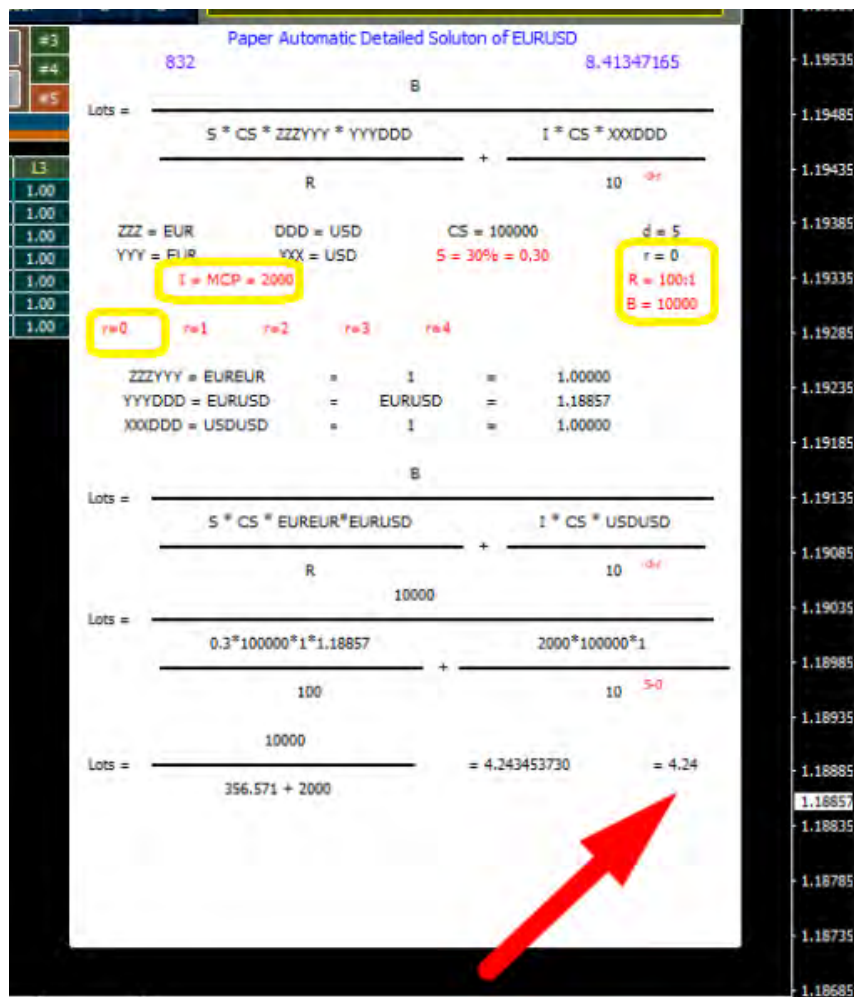 #3
#4
#5
L3
1.00
1.00
1.00
1.00
1.00
1.00
1.00
Paper Automatic Detailed Soluton of EURUSD
832 8.41347165
B
Lots =
S * CS * ZZZYYY * YYYDDD + I * CS * XXXDDD
R 10 d-r
ZZZ = EUR DDD = USD CS = 100000 d = 5
YYY = EUR XXX = USD S = 30% = 0.30 r = 0
I = MCP = 2000 R = 100:1
B = 10000
r=0 r=1 r=2 r=3 r=4
ZZZYYY = EUREUR = 1 = 1.00000
YYYDDD = EURUSD = EURUSD = 1.18857
XXXDDD = USDUSD = 1 = 1.00000
B
Lots =
S * CS * EUREUR*EURUSD + I * CS * USDUSD
R 10 d-r
10000
Lots =
0.3*100000*1*1.18857 + 2000*100000*1
100 10 5-0
10000
Lots = = 4.243453730 = 4.24
356.571 + 2000
1.19535
1.19485
1.19435
1.19385
1.19335
1.19285
1.19235
1.19185
1.19135
1.19085
1.19035
1.18985
1.18935
1.18885
1.18857
1.18835
1.18785
1.18735
1.18685